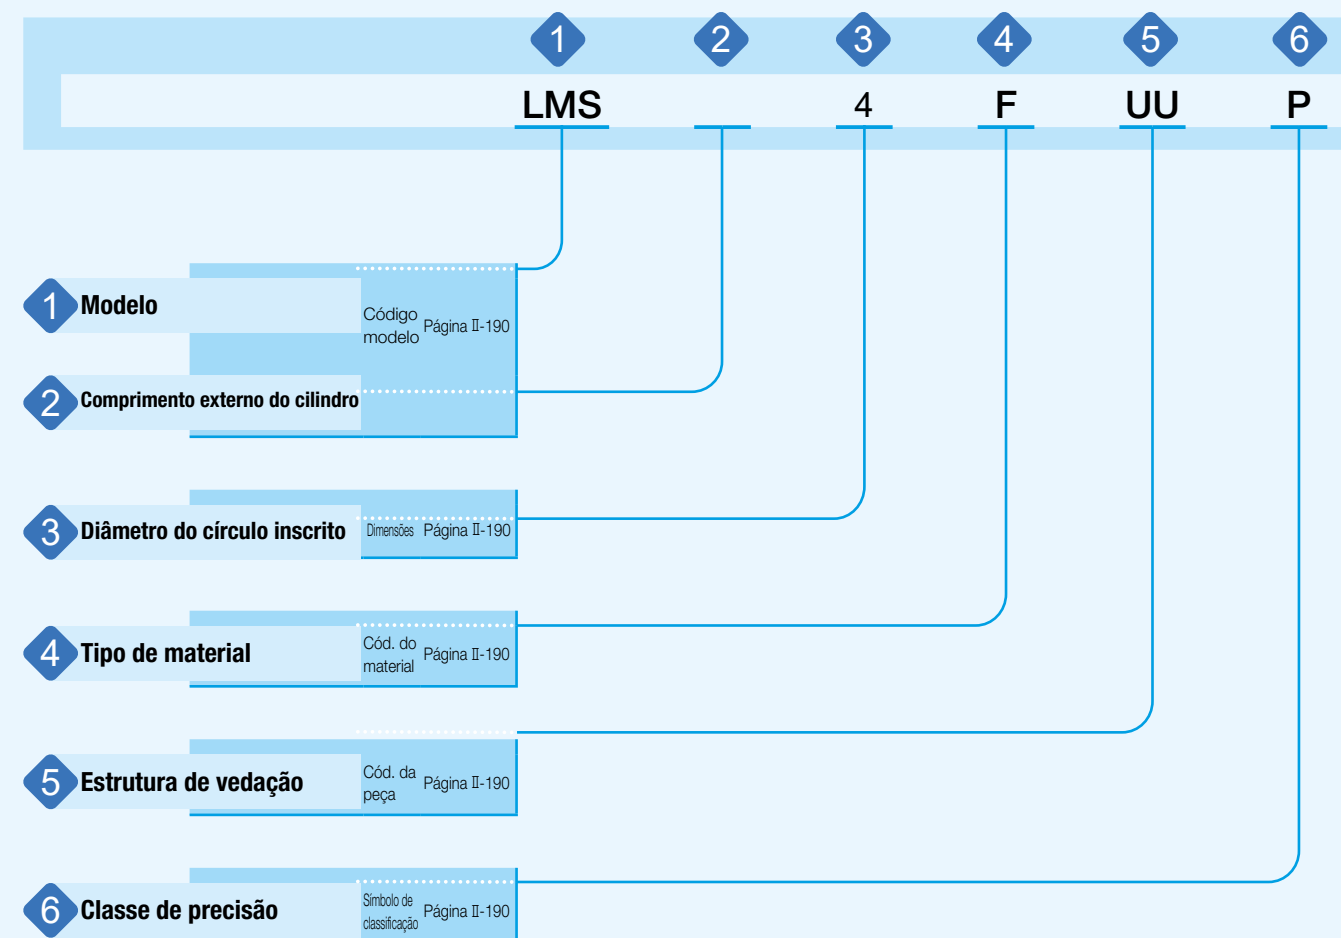 1 2 3 4 5 6
LMS 4 F UU P
1 Modelo
Código
modelo
Página Ⅱ-190
2 Comprimento externo do cilindro
3 Diâmetro do círculo inscrito Dimensões Página Ⅱ-190
4 Tipo de material
Cód. do
material
Página Ⅱ-190
5 Estrutura de vedação
Cód. da
peça
Página Ⅱ-190
6 Classe de precisão
Símbolo de
classificação
Página Ⅱ-190